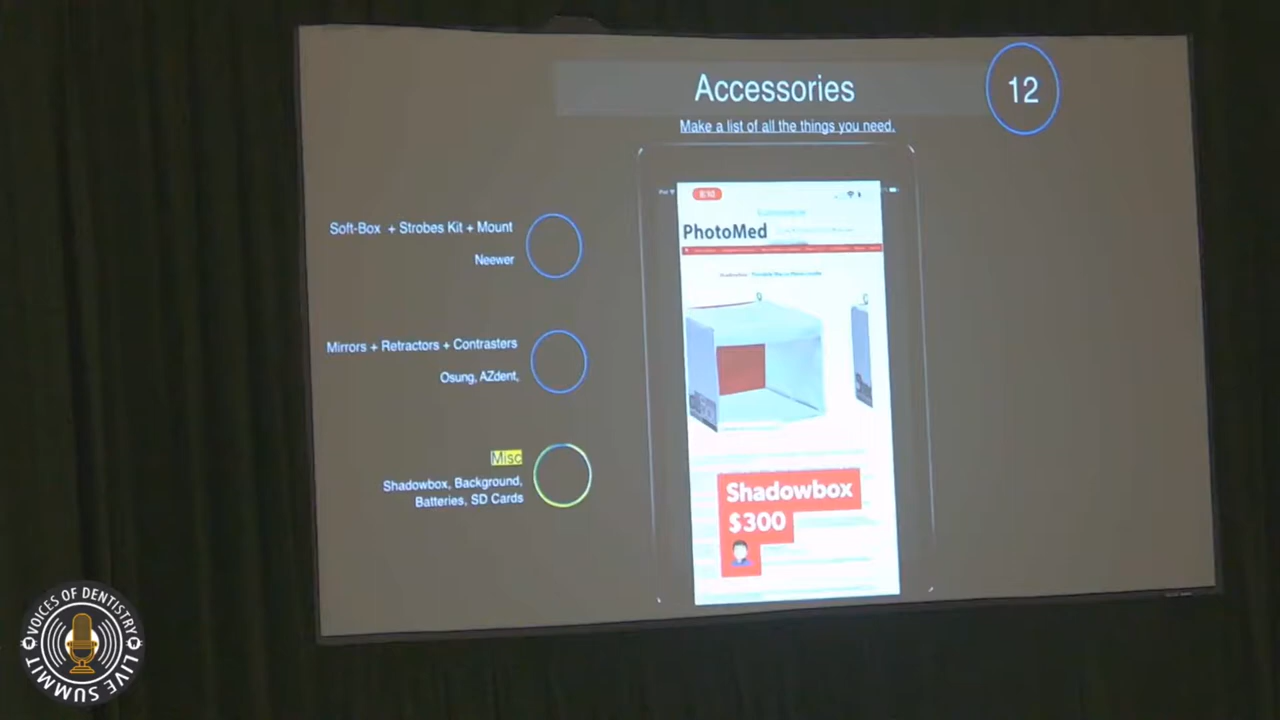 Accessories
12
Make a list of all the things you need.
Soft-Box + Strobes Kit + Mount
Neewer
Mirrors + Retractors + Contrasters
Osung, AZdent,
Misc
Shadowbox, Background,
Batteries, SD Cards
PhotoMed
Shadowbox
$300
VOICES OF DENTISTRY
LIVE SUMMIT